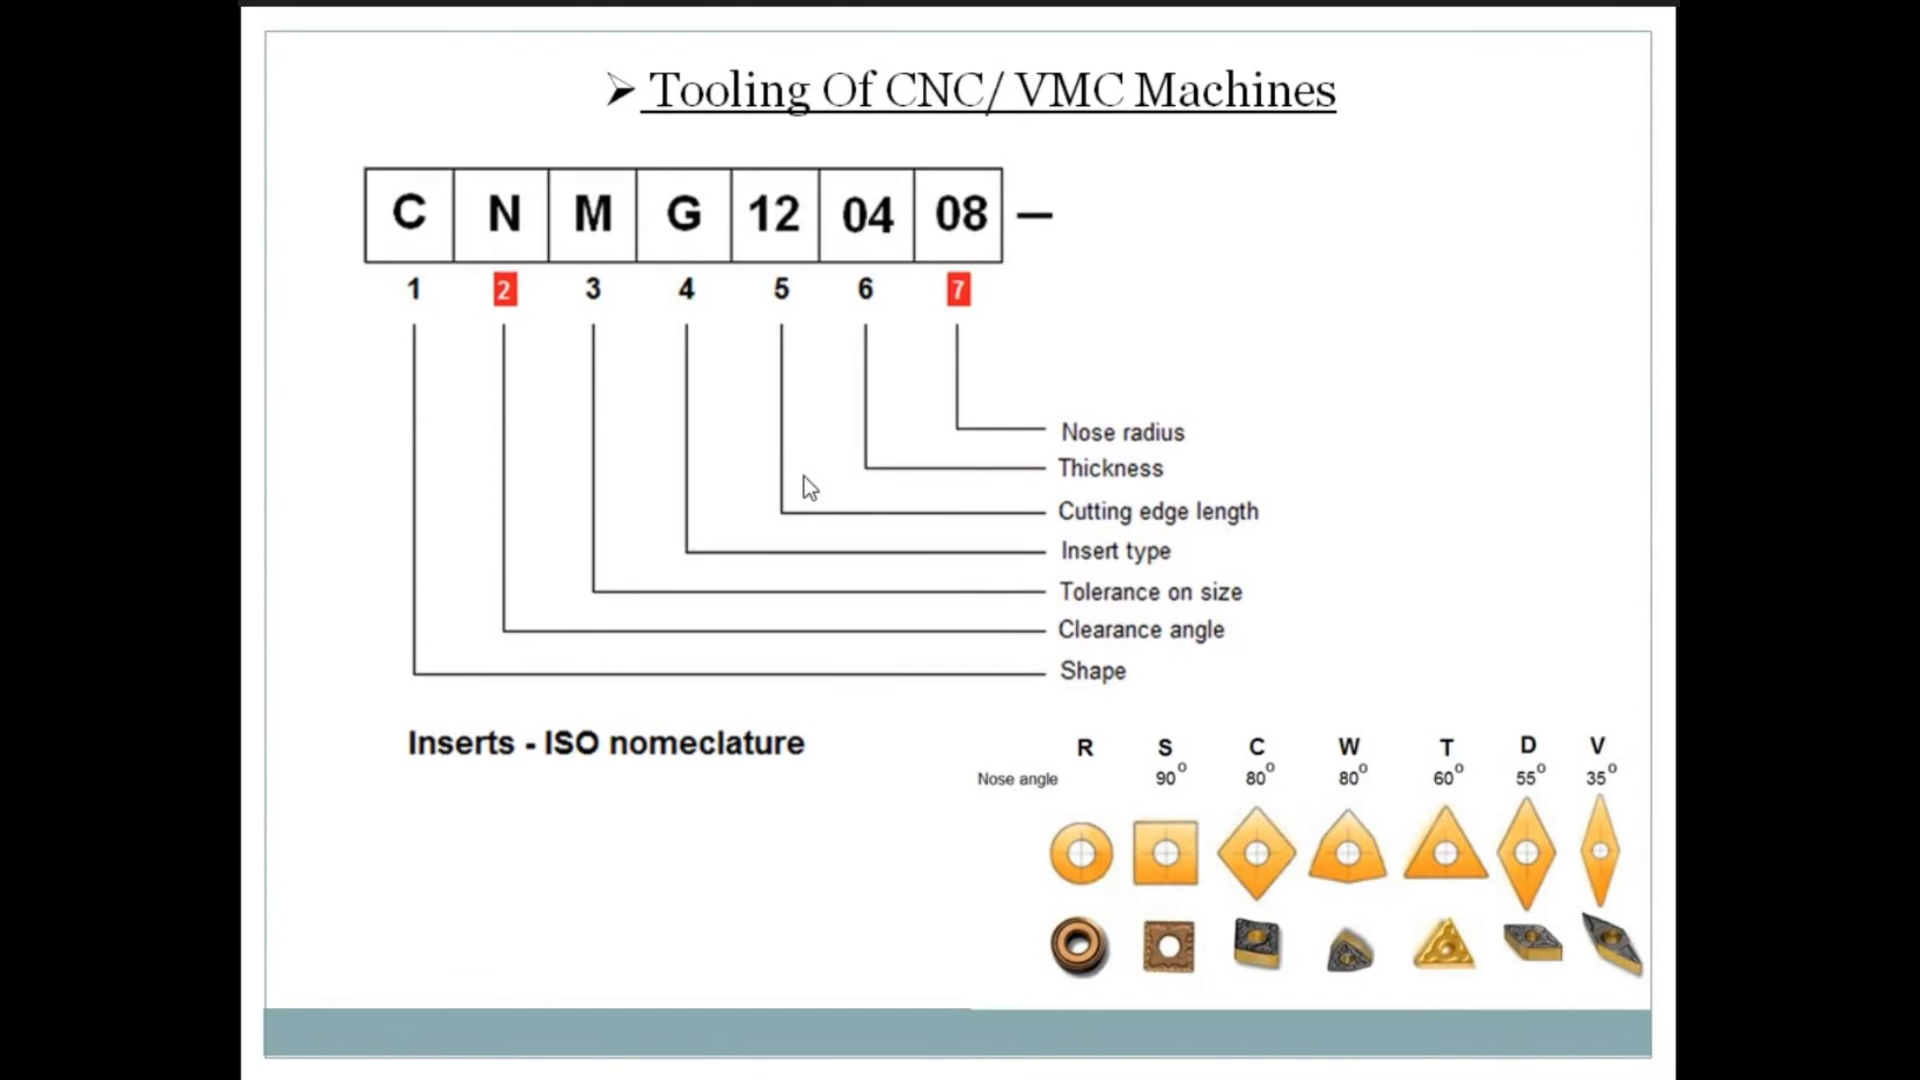 ➢ Tooling Of CNC/ VMC Machines
C N M G 12 04 08 –
1 2 3 4 5 6 7
Nose radius
Thickness
Cutting edge length
Insert type
Tolerance on size
Clearance angle
Shape
Inserts - ISO nomeclature
R S C W T D V
Nose angle 90° 80° 80° 60° 55° 35°